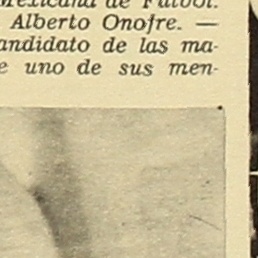 Mexicana de Futbol.
Alberto Onofre. —
andidato de las ma-
e uno de sus men-